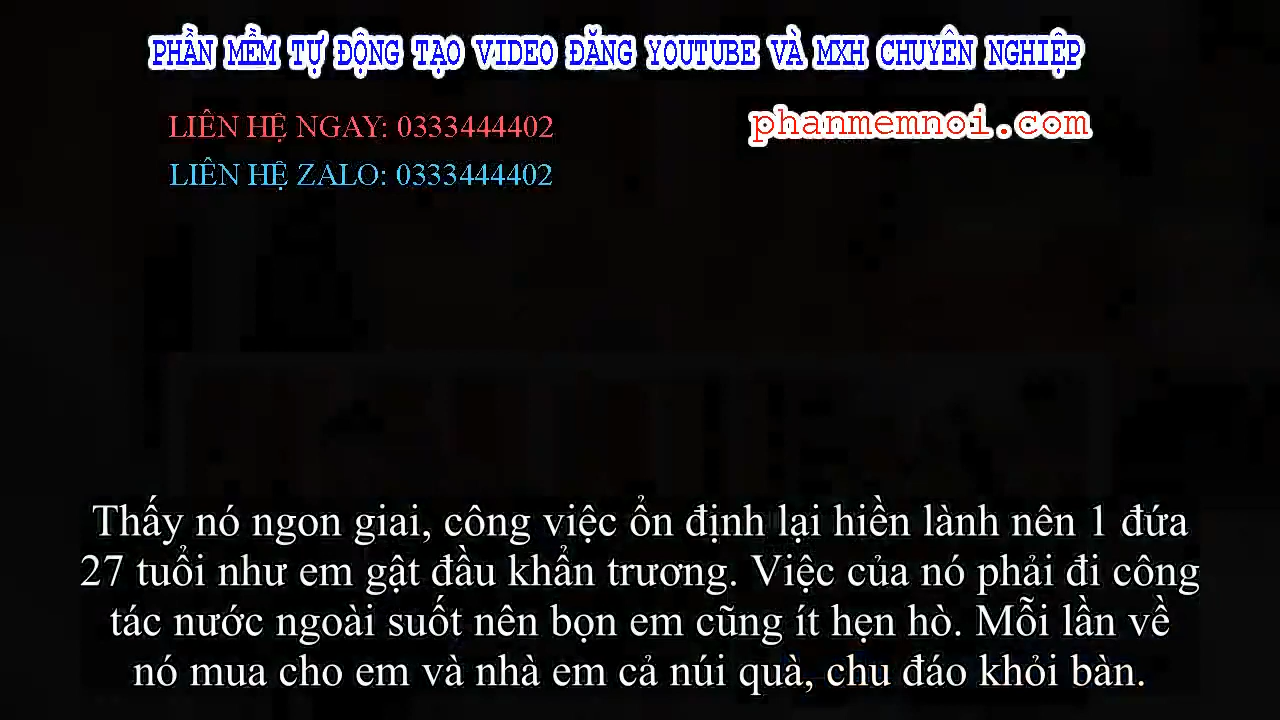 PHẦN MỀM TỰ ĐỘNG TẠO VIDEO ĐĂNG YOUTUBE VÀ MXH CHUYÊN NGHIỆP
LIÊN HỆ NGAY: 0333444402
phanmemnoi.com
LIÊN HỆ ZALO: 0333444402
Thấy nó ngon giai, công việc ổn định lại hiền lành nên 1 đứa
27 tuổi như em gật đầu khẩn trương. Việc của nó phải đi công
tác nước ngoài suốt nên bọn em cũng ít hẹn hò. Mỗi lần về
nó mua cho em và nhà em cả núi quà, chu đáo khỏi bàn.